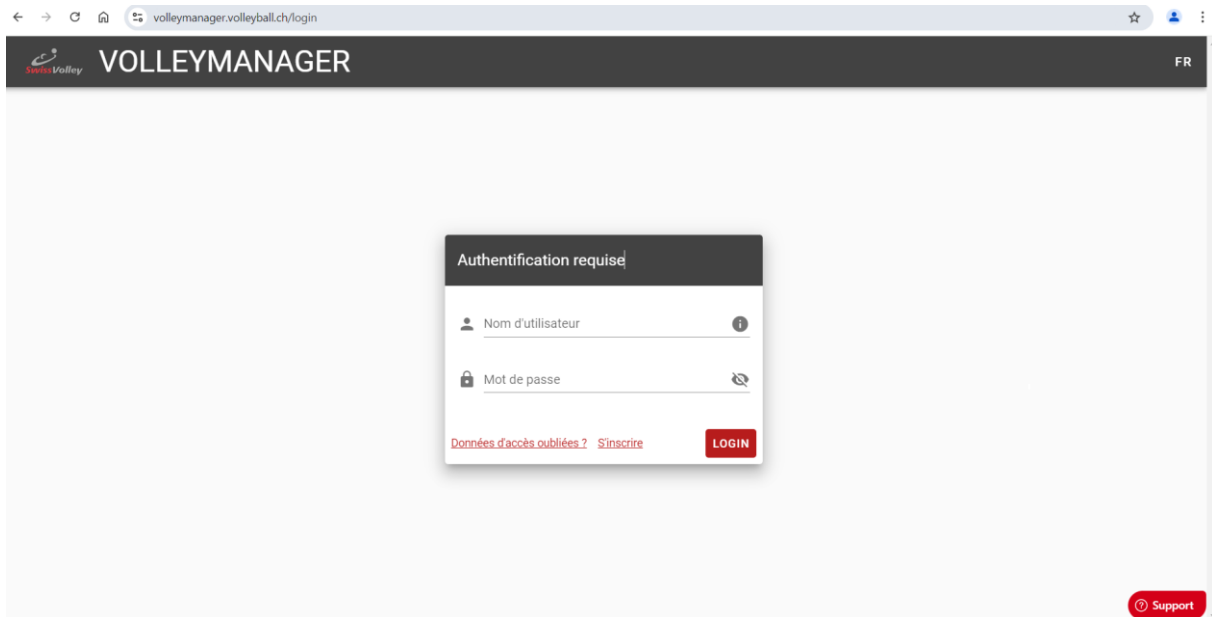 volleymanager.volleyball.ch/login
SwissVolley VOLLEYMANAGER FR
Authentification requise
Nom d'utilisateur
Mot de passe
Données d'accès oubliées ? S'inscrire LOGIN
Support